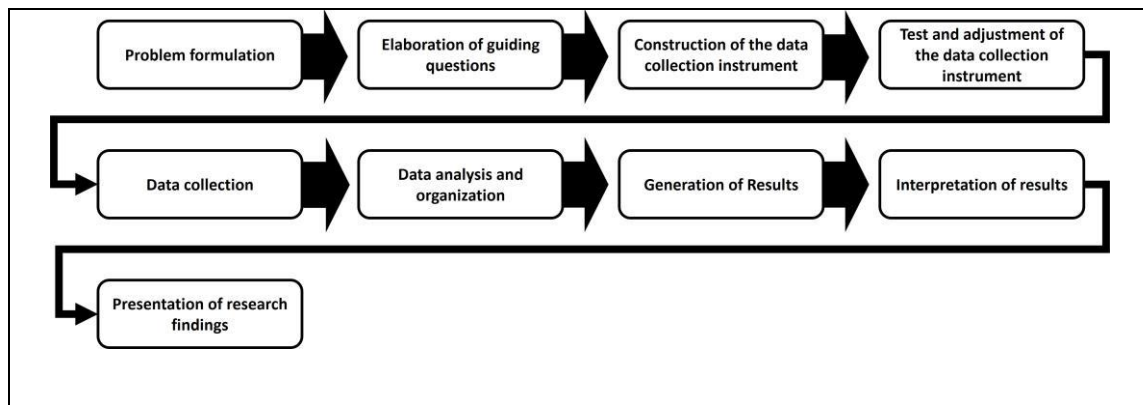 Problem formulation
Elaboration of guiding
questions
Construction of the data
collection instrument
Test and adjustment of
the data collection
instrument
Data collection
Data analysis and
organization
Generation of Results
Interpretation of results
Presentation of research
findings